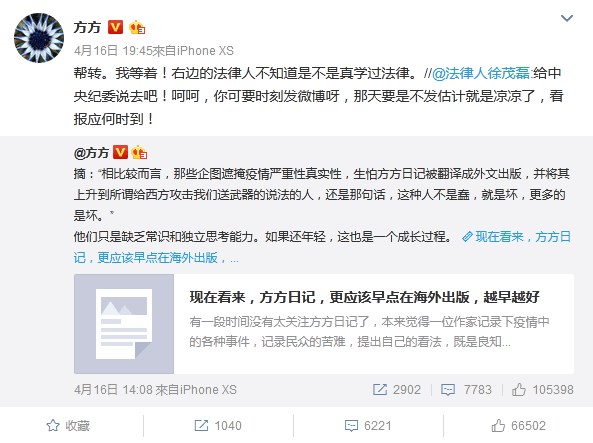 方方
4月16日 19:45來自iPhone XS
帮转。我等着！右边的法律人不知道是不是真学过法律。//@法律人徐茂磊:给中
央纪委说去吧！呵呵，你可要时刻发微博呀，那天要是不发估计就是凉凉了，看
报应何时到！
@方方
摘：“相比较而言，那些企图遮掩疫情严重性真实性，生怕方方日记被翻译成外文出版，并将其
上升到所谓给西方攻击我们送武器的说法的人，还是那句话，这种人不是蠢，就是坏，更多的
是坏。”
他们只是缺乏常识和独立思考能力。如果还年轻，这也是一个成长过程。 现在看来，方方日
记，更应该早点在海外出版，...
现在看来，方方日记，更应该早点在海外出版，越早越好
有一段时间没有太关注方方日记了，本来觉得一位作家记录下疫情中
的各种事件，记录民众的苦难，提出自己的看法，既是良知...
4月16日 14:08 來自iPhone XS
2902 7783 105398
收藏 1040 6221 66502